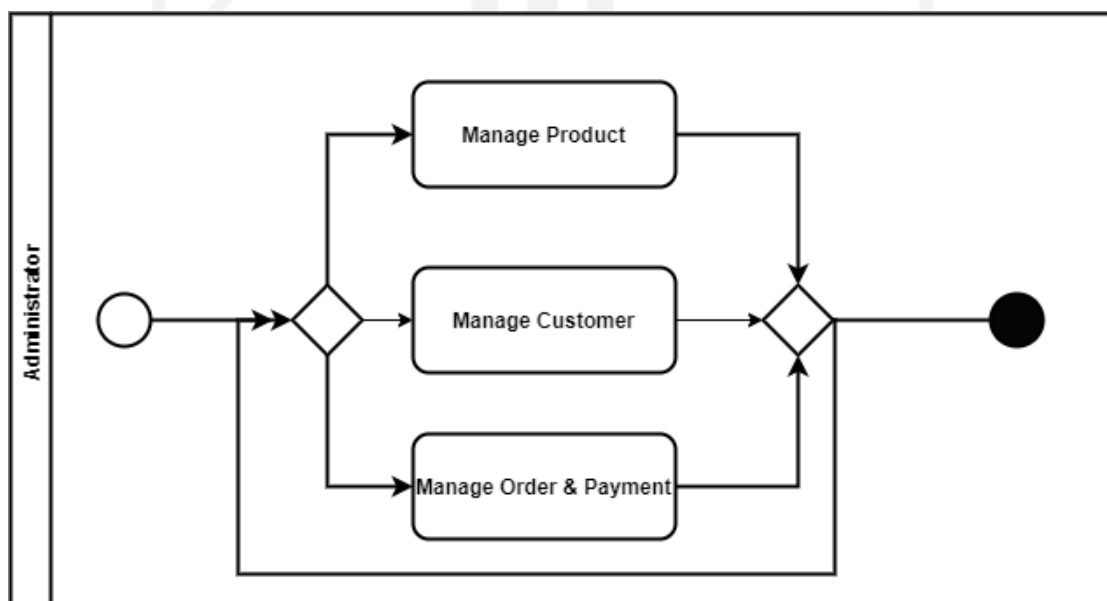 Administrator
Manage Product
Manage Customer
Manage Order & Payment